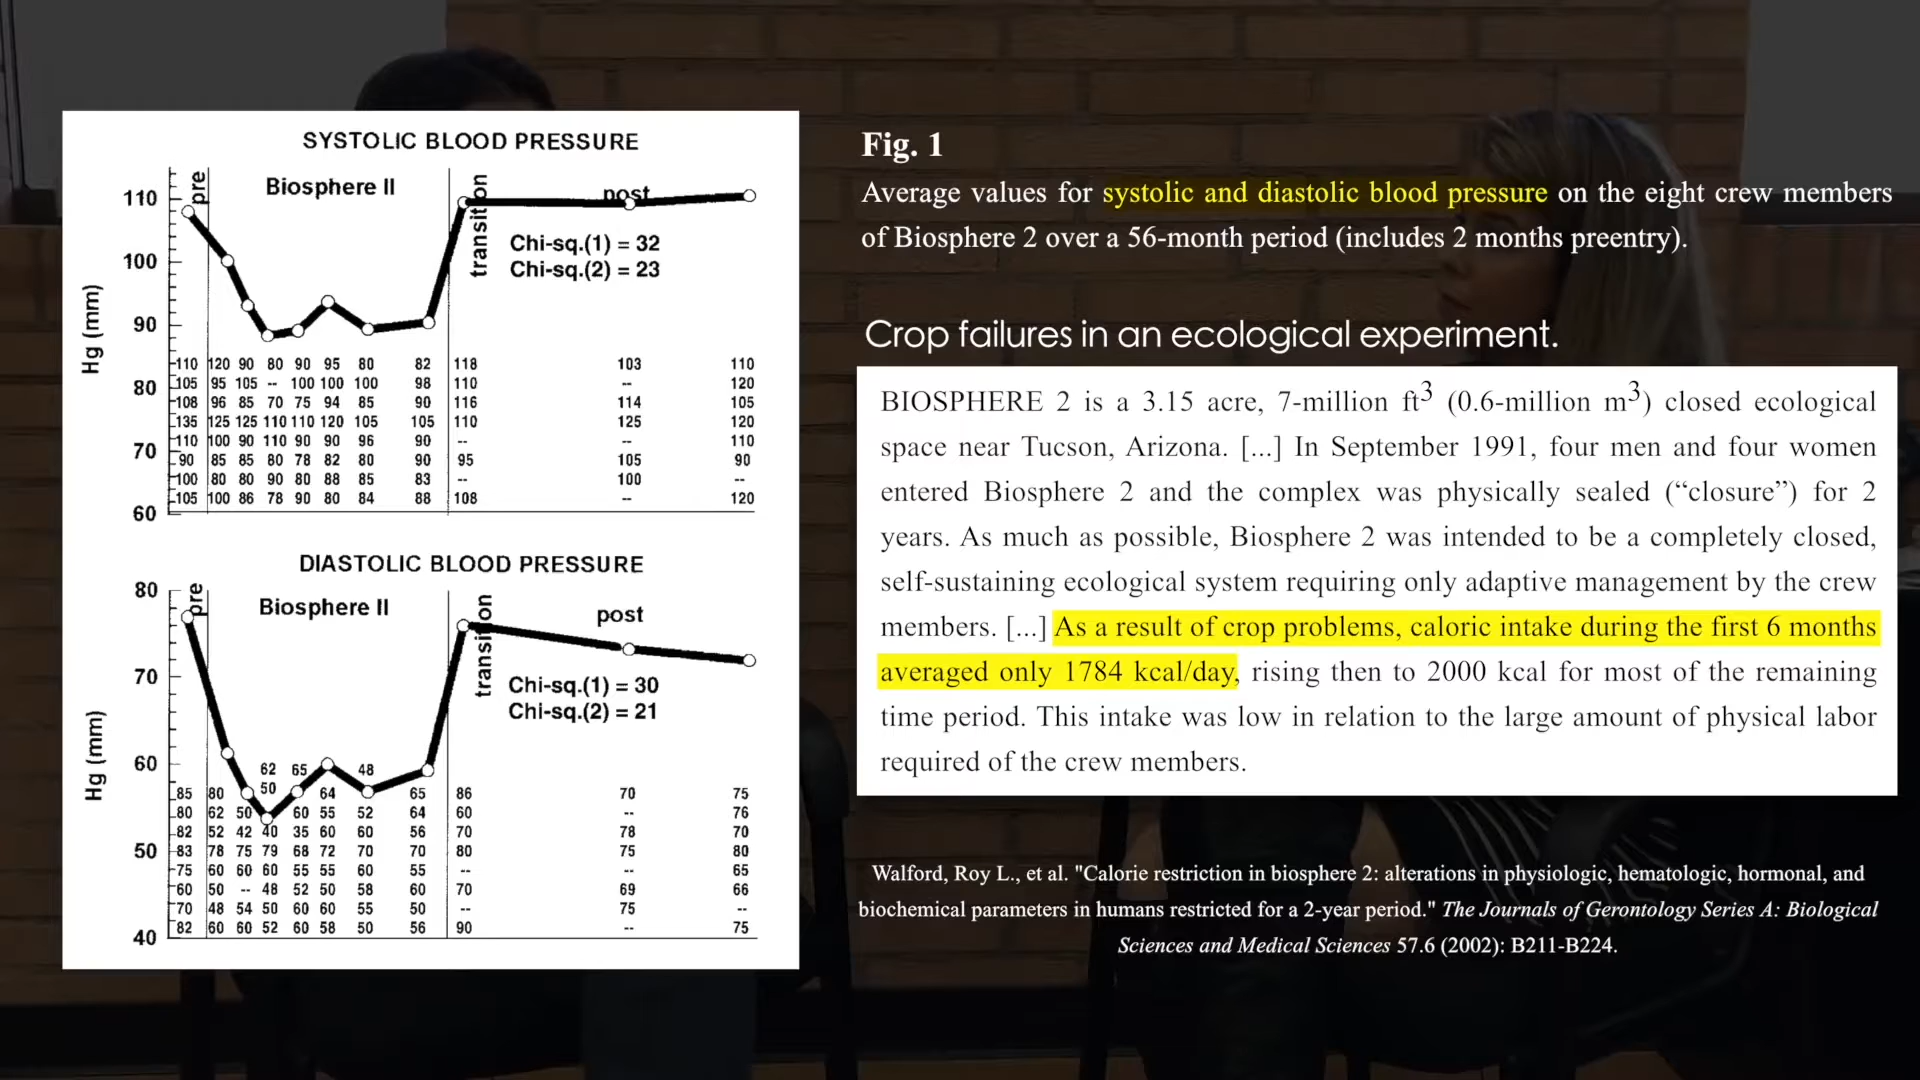 SYSTOLIC BLOOD PRESSURE
pre
Biosphere II
transition
post
Chi-sq.(1) = 32
Chi-sq.(2) = 23
Hg (mm)
110
100
90
80
70
60
110 120 90 80 90 95 80 82 118 103 110
105 95 105 -- 100 100 100 98 110 -- 120
108 96 85 70 75 94 85 90 116 114 105
135 125 125 110 110 120 105 105 110 125 120
110 100 90 110 90 90 96 90 -- -- 110
90 85 85 80 78 82 80 90 95 105 90
100 80 80 90 80 88 85 83 -- 100 --
105 100 86 78 90 80 84 88 108 -- 120
DIASTOLIC BLOOD PRESSURE
pre
Biosphere II
transition
post
Chi-sq.(1) = 30
Chi-sq.(2) = 21
Hg (mm)
80
70
60
50
40
62 65 48
85 80 50 64 65 86 70 75
80 62 50 60 55 52 64 60 -- 76
82 52 42 40 35 60 60 56 70 78 70
83 78 75 79 68 72 70 70 80 75 80
75 60 60 60 55 55 60 55 -- -- 65
60 50 -- 48 52 50 58 60 70 69 66
70 48 54 50 60 60 55 50 -- 75 --
82 60 60 52 60 58 50 56 90 -- 75
Fig. 1
Average values for systolic and diastolic blood pressure on the eight crew members
of Biosphere 2 over a 56-month period (includes 2 months preentry).
Crop failures in an ecological experiment.
BIOSPHERE 2 is a 3.15 acre, 7-million ft3 (0.6-million m3) closed ecological
space near Tucson, Arizona. [...] In September 1991, four men and four women
entered Biosphere 2 and the complex was physically sealed (“closure”) for 2
years. As much as possible, Biosphere 2 was intended to be a completely closed,
self-sustaining ecological system requiring only adaptive management by the crew
members. [...] As a result of crop problems, caloric intake during the first 6 months
averaged only 1784 kcal/day, rising then to 2000 kcal for most of the remaining
time period. This intake was low in relation to the large amount of physical labor
required of the crew members.
Walford, Roy L., et al. "Calorie restriction in biosphere 2: alterations in physiologic, hematologic, hormonal, and
biochemical parameters in humans restricted for a 2-year period." The Journals of Gerontology Series A: Biological
Sciences and Medical Sciences 57.6 (2002): B211-B224.